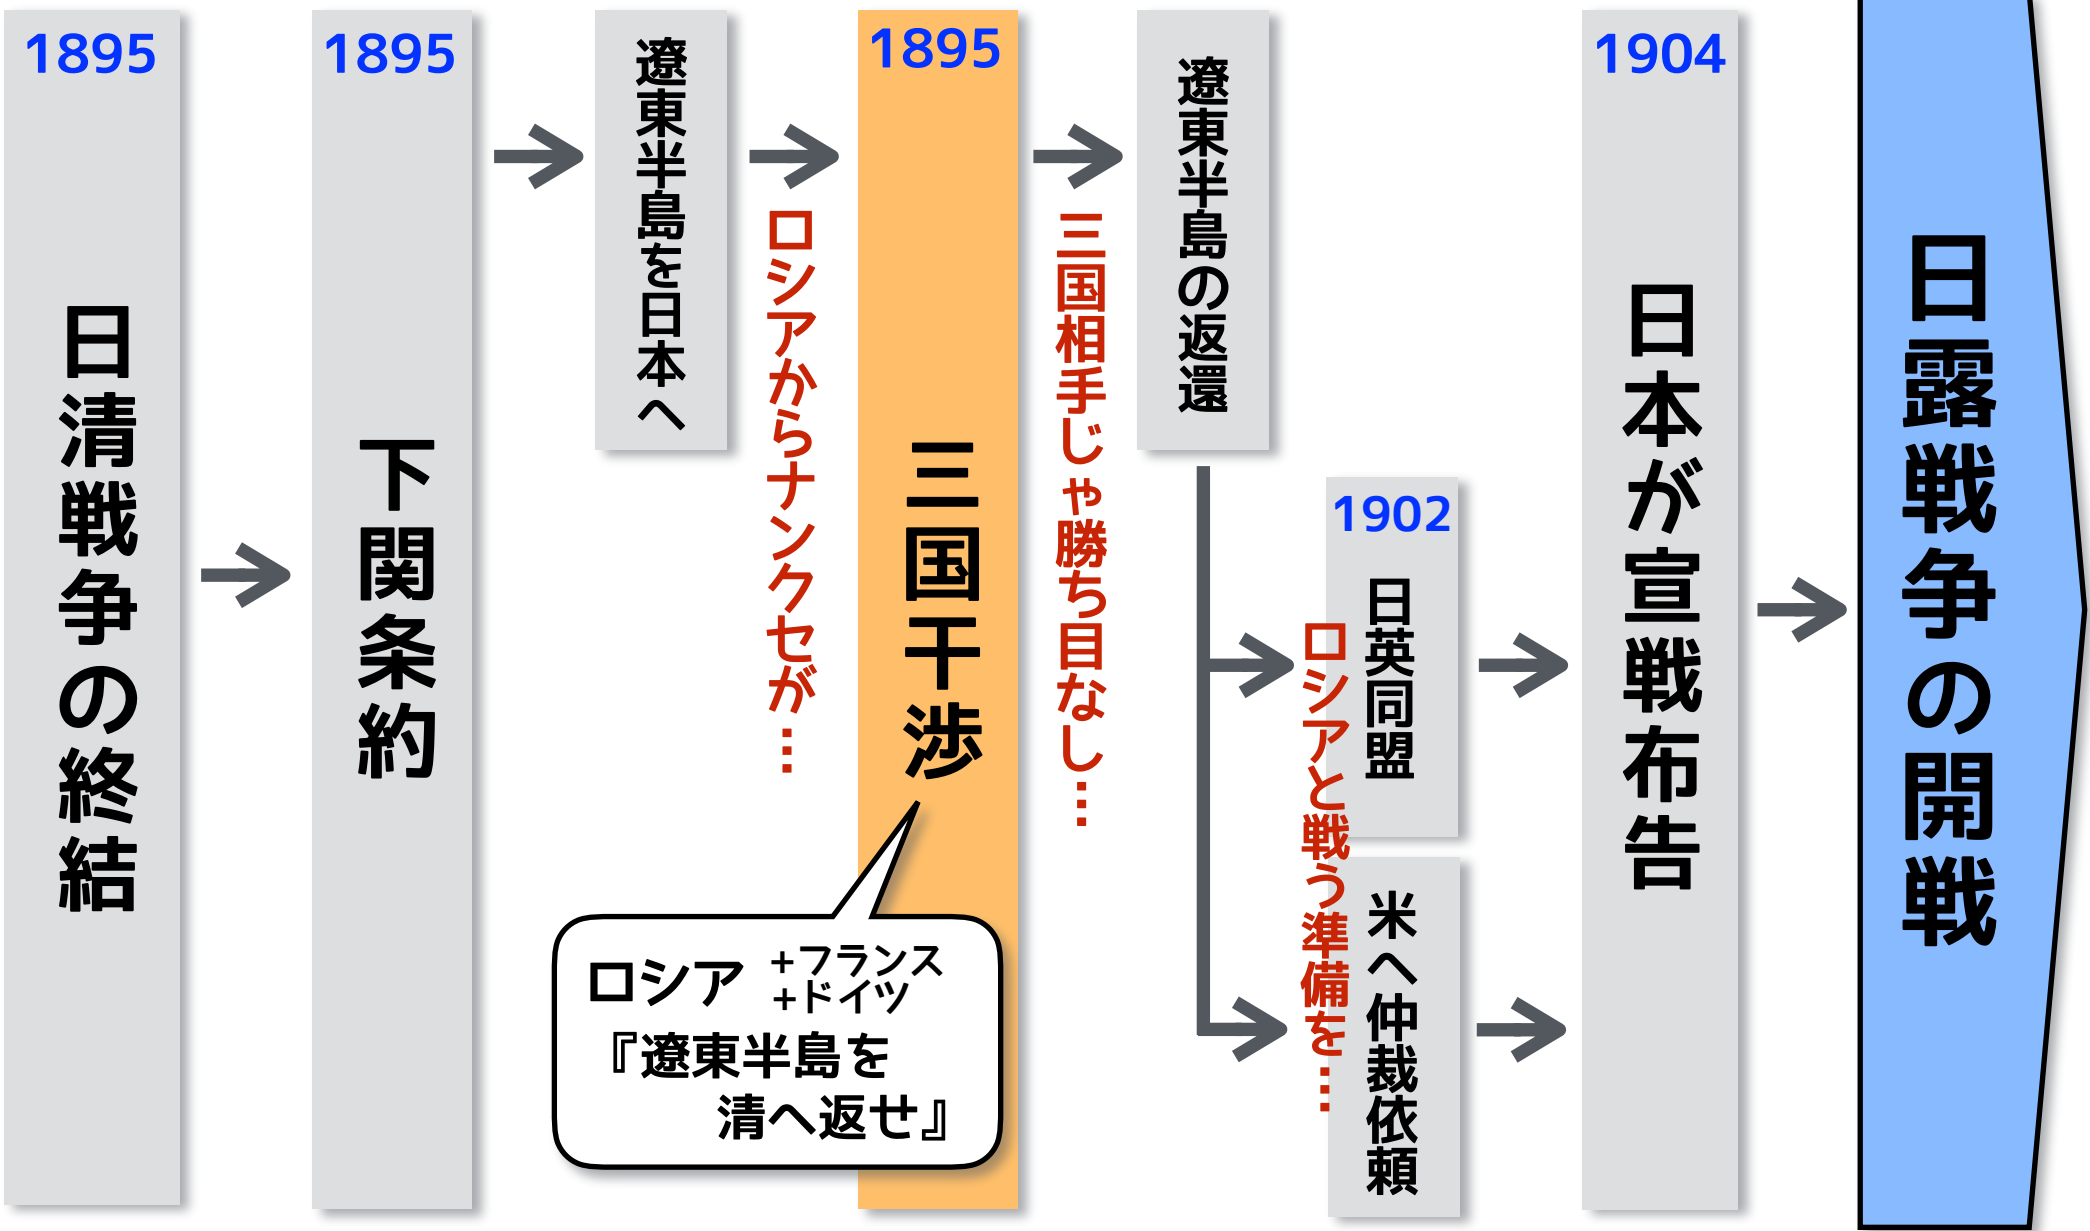 1895
日清戦争の終結
1895
下関条約
遼東半島を日本へ
ロシアからナンクセが…
1895
三国干渉
ロシア +フランス
+ドイツ
『遼東半島を
清へ返せ』
三国相手じゃ勝ち目なし…
遼東半島の返還
ロシアと戦う準備を…
1902
日英同盟
米へ仲裁依頼
1904
日本が宣戦布告
日露戦争の開戦